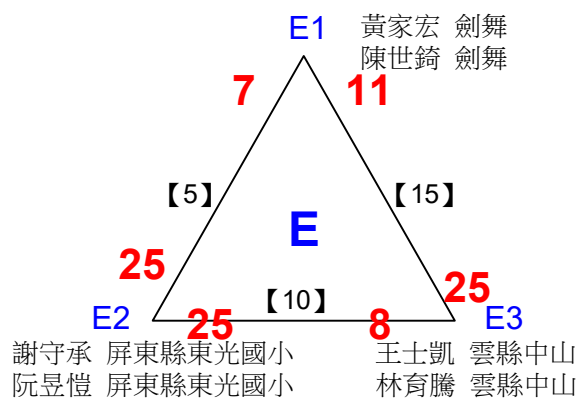 E1
黃家宏 劍舞
陳世錡 劍舞
7
11
【5】
【15】
E
25
25
【10】
E2
25
8
E3
謝守承 屏東縣東光國小
王士凱 雲縣中山
阮昱愷 屏東縣東光國小
林育騰 雲縣中山